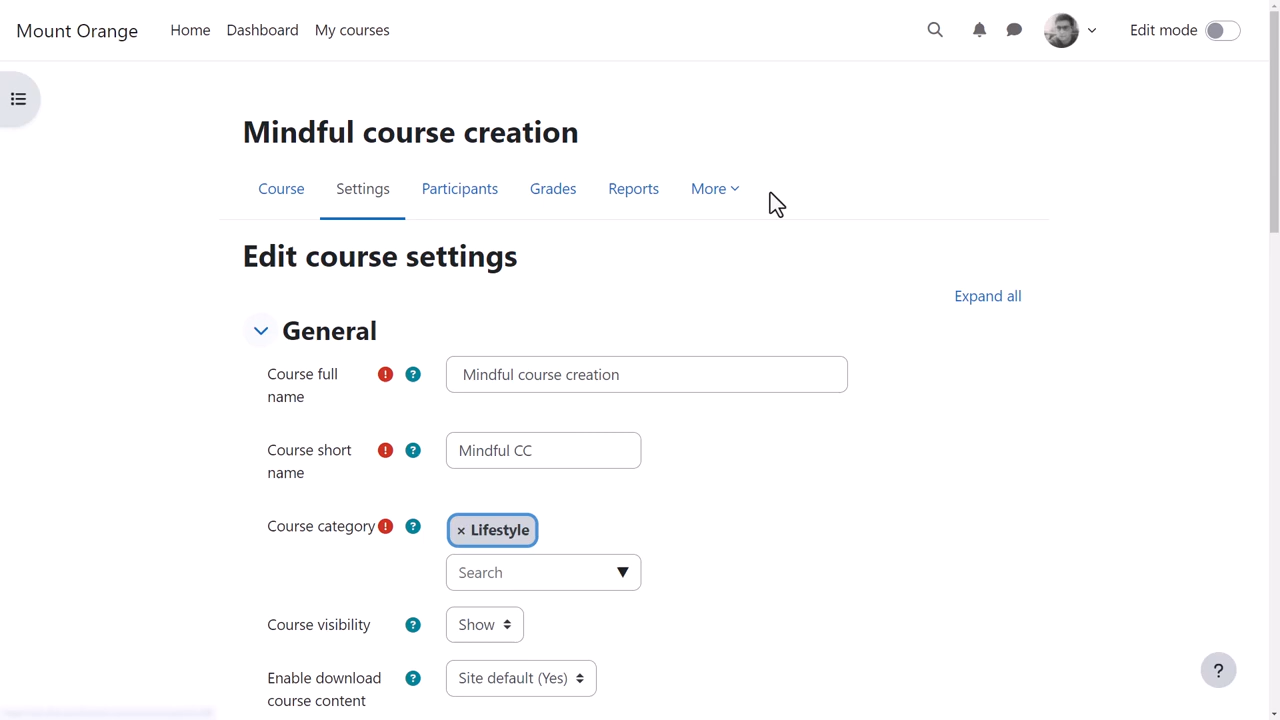 Mount Orange Home Dashboard My courses Edit mode
Mindful course creation
Course Settings Participants Grades Reports More
Edit course settings
Expand all
General
Course full name ! ? Mindful course creation
Course short name ! ? Mindful CC
Course category ! ? × Lifestyle
Search ▼
Course visibility ? Show
Enable download course content ? Site default (Yes)
?